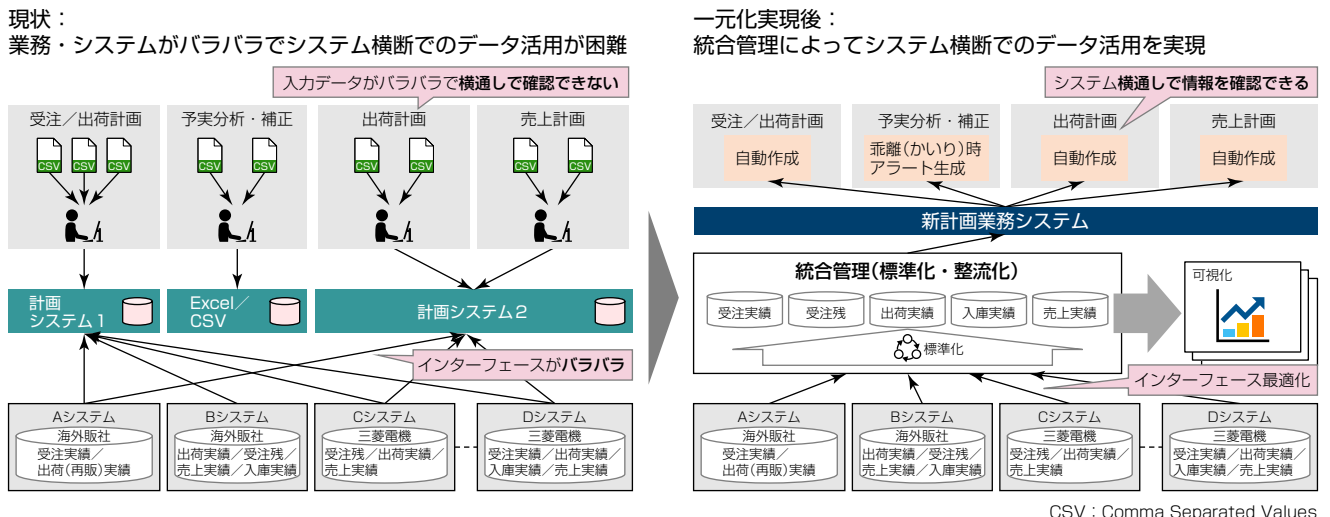 現状：
業務・システムがバラバラでシステム横断でのデータ活用が困難
入力データがバラバラで横通しで確認できない
受注／出荷計画
予実分析・補正
出荷計画
売上計画
CSV
CSV
CSV
CSV
CSV
CSV
CSV
CSV
CSV
計画
システム1
Excel／
CSV
計画システム2
インターフェースがバラバラ
Aシステム
海外販社
受注実績／
出荷(再販)実績
Bシステム
海外販社
出荷実績／受注残／
売上実績／入庫実績
Cシステム
三菱電機
受注残／出荷実績／
売上実績
Dシステム
三菱電機
受注実績／出荷実績／
入庫実績／売上実績
一元化実現後：
統合管理によってシステム横断でのデータ活用を実現
システム横通しで情報を確認できる
受注／出荷計画
予実分析・補正
出荷計画
売上計画
自動作成
乖離(かいり)時
アラート生成
自動作成
自動作成
新計画業務システム
統合管理(標準化・整流化)
受注実績
受注残
出荷実績
入庫実績
売上実績
標準化
可視化
インターフェース最適化
Aシステム
海外販社
受注実績／
出荷(再販)実績
Bシステム
海外販社
出荷実績／受注残／
売上実績／入庫実績
Cシステム
三菱電機
受注残／出荷実績／
売上実績
Dシステム
三菱電機
受注実績／出荷実績／
入庫実績／売上実績
CSV：Comma Separated Values